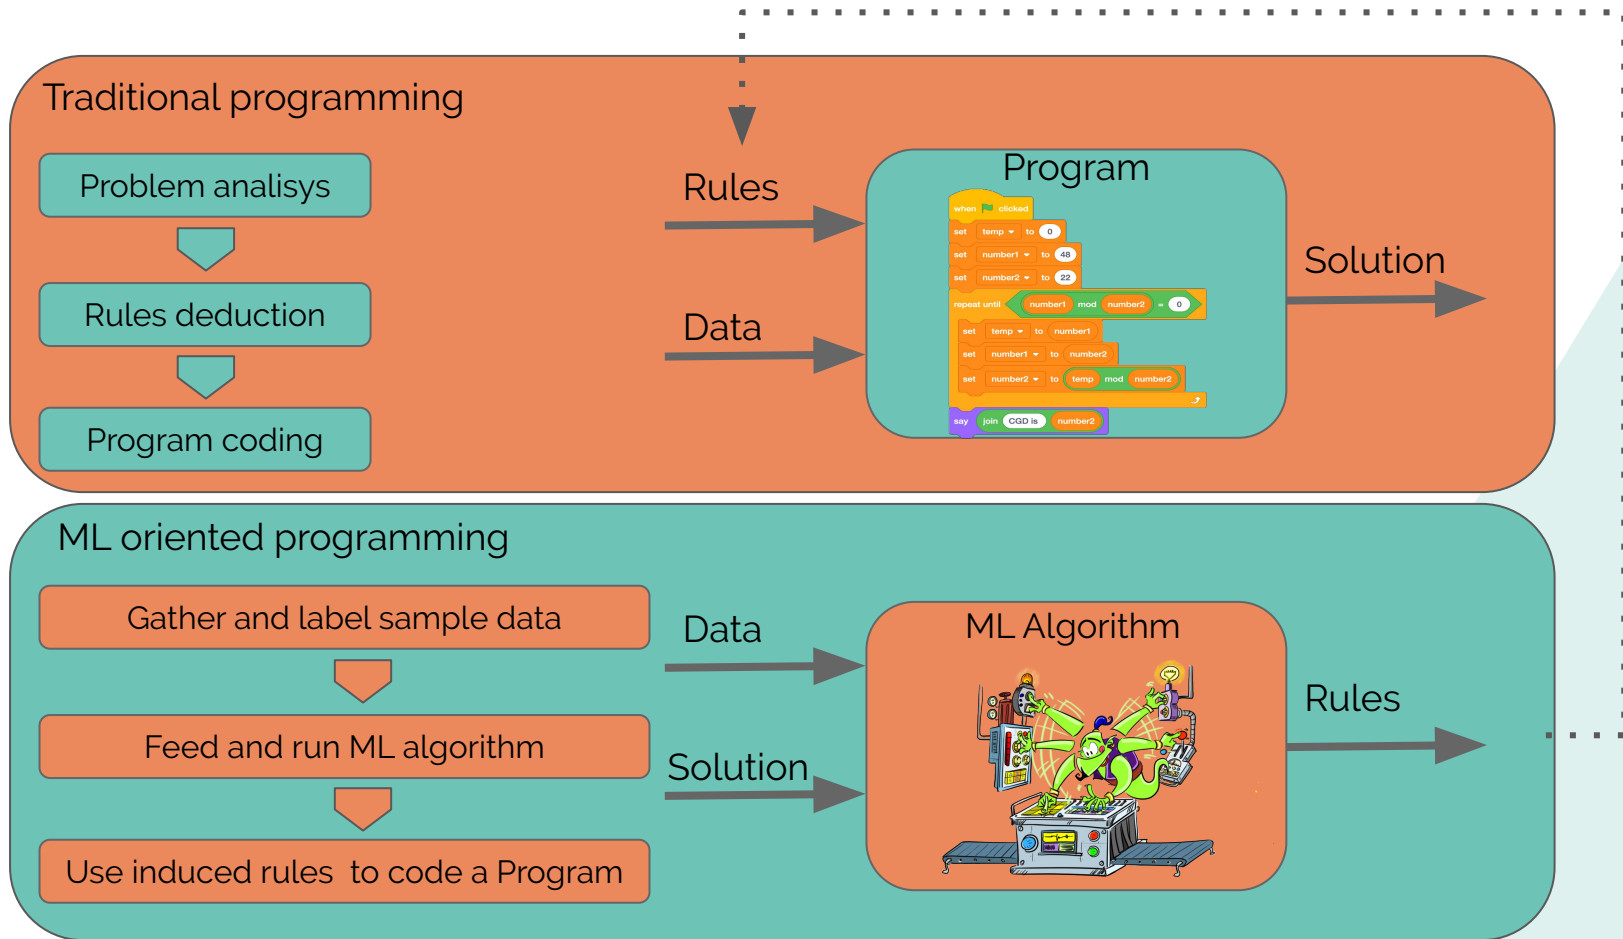 Traditional programming
Problem analisys
Rules deduction
Program coding
Rules
Data
Program
when clicked
set temp to 0
set number1 to 48
set number2 to 22
repeat until number1 mod number2 = 0
set temp to number1
set number1 to number2
set number2 to temp mod number2
say join CGD is number2
Solution
ML oriented programming
Gather and label sample data
Feed and run ML algorithm
Use induced rules to code a Program
Data
Solution
ML Algorithm
Rules